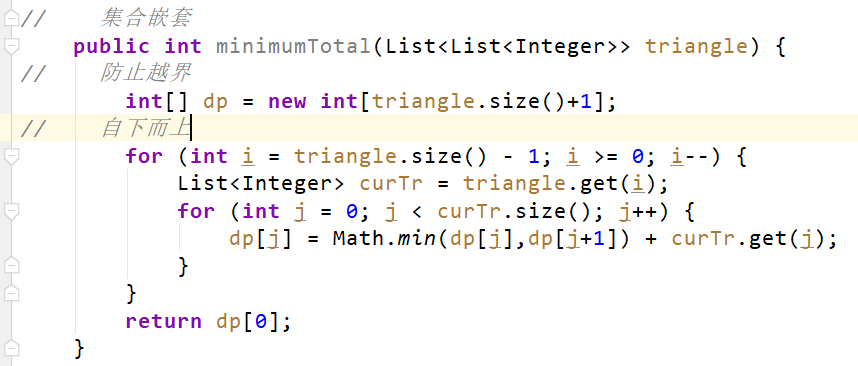 //      集合嵌套
    public int minimumTotal(List<List<Integer>> triangle) {
//      防止越界
        int[] dp = new int[triangle.size()+1];
//      自下而上
        for (int i = triangle.size() - 1; i >= 0; i--) {
            List<Integer> curTr = triangle.get(i);
            for (int j = 0; j < curTr.size(); j++) {
                dp[j] = Math.min(dp[j],dp[j+1]) + curTr.get(j);
            }
        }
        return dp[0];
    }